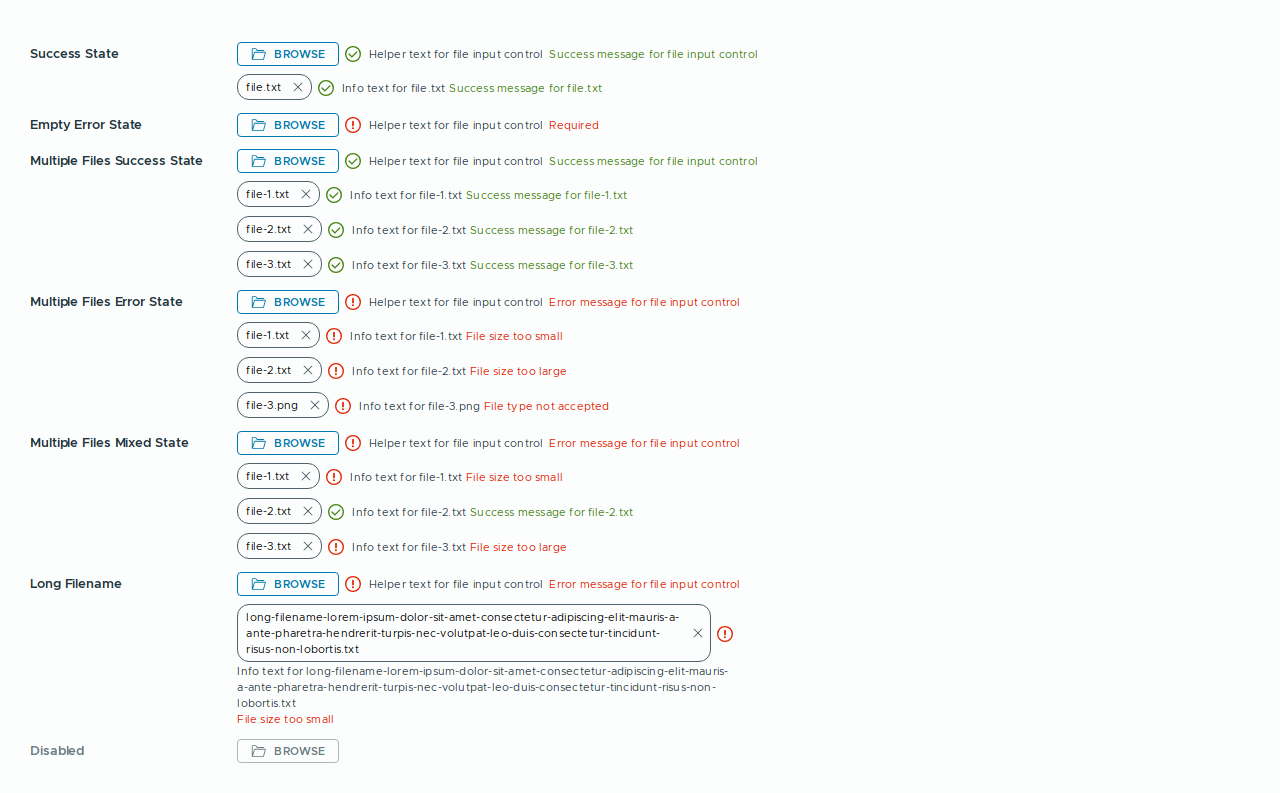 Success State BROWSE Helper text for file input control Success message for file input control
file.txt Info text for file.txt Success message for file.txt
Empty Error State BROWSE Helper text for file input control Required
Multiple Files Success State BROWSE Helper text for file input control Success message for file input control
file-1.txt Info text for file-1.txt Success message for file-1.txt
file-2.txt Info text for file-2.txt Success message for file-2.txt
file-3.txt Info text for file-3.txt Success message for file-3.txt
Multiple Files Error State BROWSE Helper text for file input control Error message for file input control
file-1.txt Info text for file-1.txt File size too small
file-2.txt Info text for file-2.txt File size too large
file-3.png Info text for file-3.png File type not accepted
Multiple Files Mixed State BROWSE Helper text for file input control Error message for file input control
file-1.txt Info text for file-1.txt File size too small
file-2.txt Info text for file-2.txt Success message for file-2.txt
file-3.txt Info text for file-3.txt File size too large
Long Filename BROWSE Helper text for file input control Error message for file input control
long-filename-lorem-ipsum-dolor-sit-amet-consectetur-adipiscing-elit-mauris-a-
ante-pharetra-hendrerit-turpis-nec-volutpat-leo-duis-consectetur-tincidunt-
risus-non-lobortis.txt
Info text for long-filename-lorem-ipsum-dolor-sit-amet-consectetur-adipiscing-elit-mauris-
a-ante-pharetra-hendrerit-turpis-nec-volutpat-leo-duis-consectetur-tincidunt-risus-non-
lobortis.txt
File size too small
Disabled BROWSE